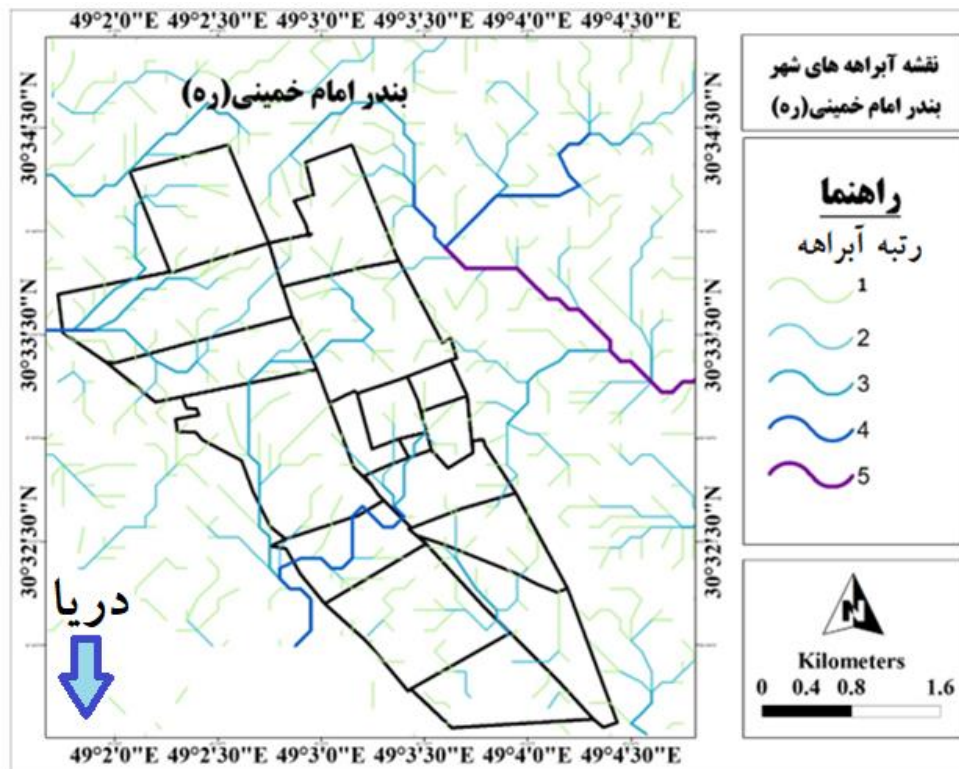 49°2'0"E 49°2'30"E 49°3'0"E 49°3'30"E 49°4'0"E 49°4'30"E
بندر امام خمینی(ره)
30°34'30"N
30°33'30"N
30°32'30"N
30°34'30"N
30°33'30"N
30°32'30"N
دریا
49°2'0"E 49°2'30"E 49°3'0"E 49°3'30"E 49°4'0"E 49°4'30"E
نقشه آبراهه های شهر
بندر امام خمینی(ره)
راهنما
رتبه آبراهه
1
2
3
4
5
N
Kilometers
0 0.4 0.8 1.6